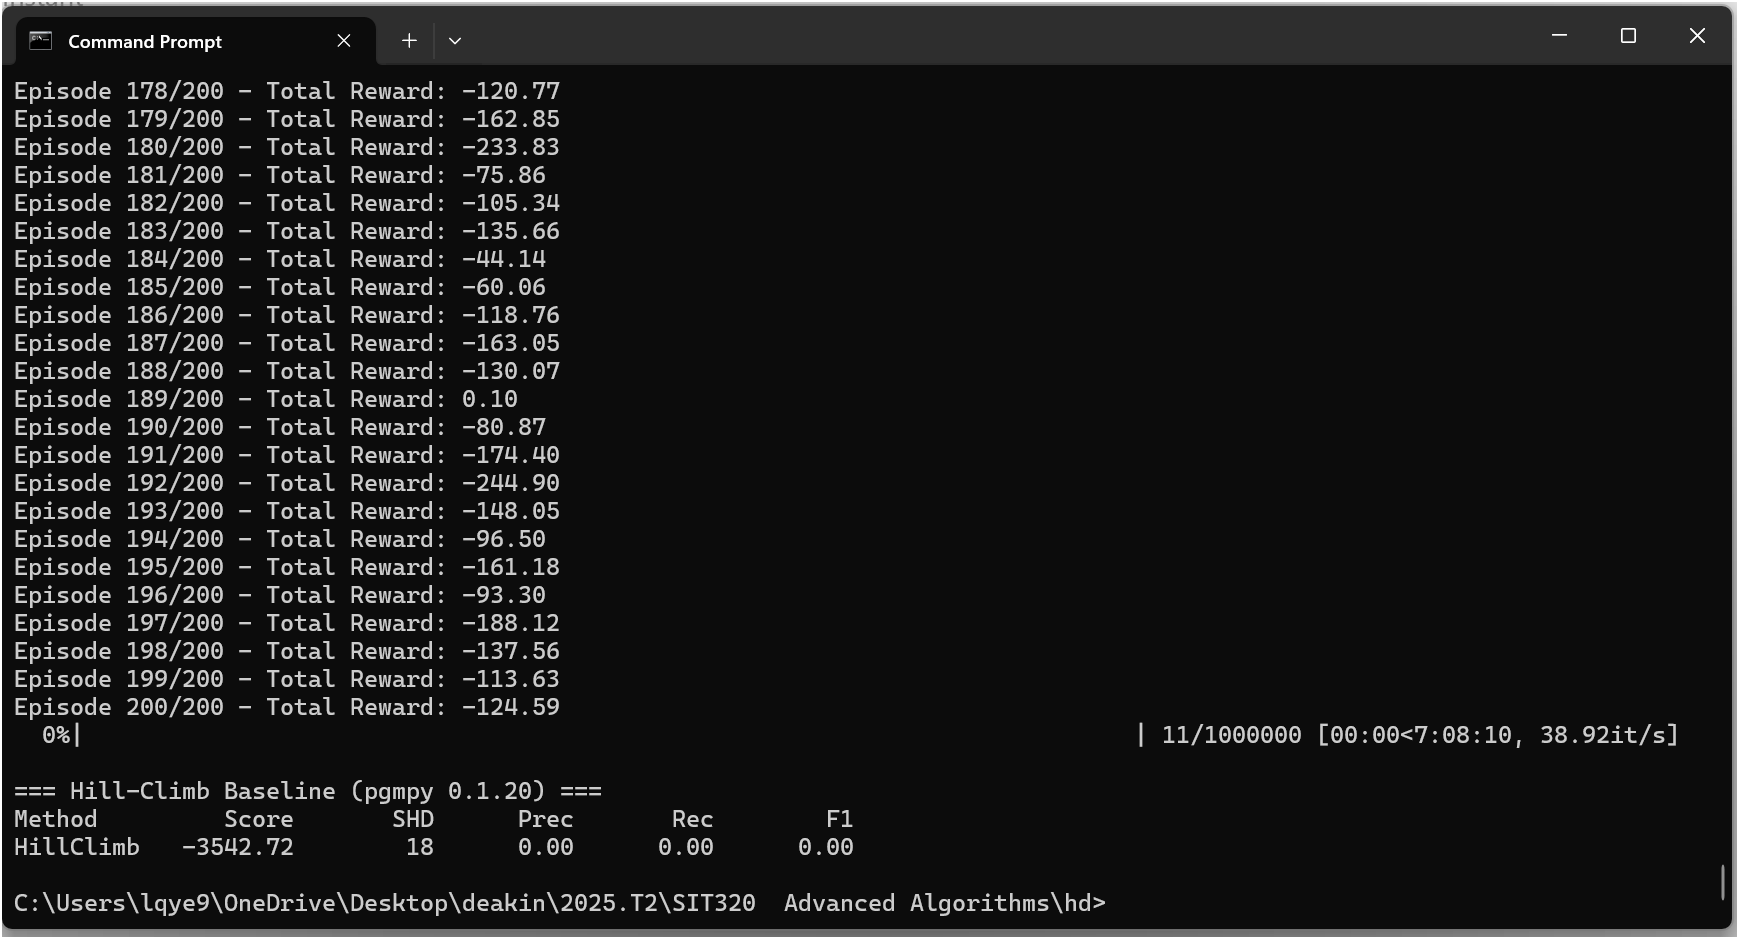 Command Prompt
Episode 178/200 - Total Reward: -120.77
Episode 179/200 - Total Reward: -162.85
Episode 180/200 - Total Reward: -233.83
Episode 181/200 - Total Reward: -75.86
Episode 182/200 - Total Reward: -105.34
Episode 183/200 - Total Reward: -135.66
Episode 184/200 - Total Reward: -44.14
Episode 185/200 - Total Reward: -60.06
Episode 186/200 - Total Reward: -118.76
Episode 187/200 - Total Reward: -163.05
Episode 188/200 - Total Reward: -130.07
Episode 189/200 - Total Reward: 0.10
Episode 190/200 - Total Reward: -80.87
Episode 191/200 - Total Reward: -174.40
Episode 192/200 - Total Reward: -244.90
Episode 193/200 - Total Reward: -148.05
Episode 194/200 - Total Reward: -96.50
Episode 195/200 - Total Reward: -161.18
Episode 196/200 - Total Reward: -93.30
Episode 197/200 - Total Reward: -188.12
Episode 198/200 - Total Reward: -137.56
Episode 199/200 - Total Reward: -113.63
Episode 200/200 - Total Reward: -124.59
0%| | 11/1000000 [00:00<7:08:10, 38.92it/s]
=== Hill-Climb Baseline (pgmpy 0.1.20) ===
Method Score SHD Prec Rec F1
HillClimb -3542.72 18 0.00 0.00 0.00
C:\Users\lqye9\OneDrive\Desktop\deakin\2025.T2\SIT320  Advanced Algorithms\hd>